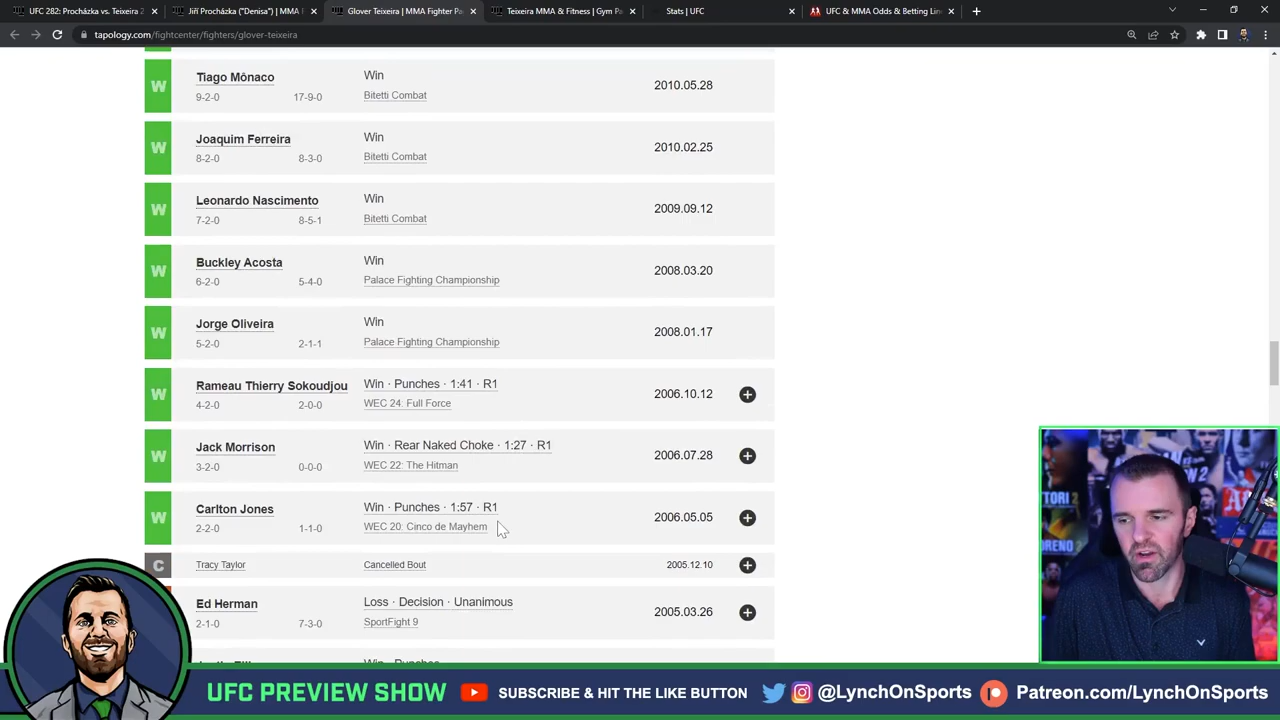 UFC 282: Procházka vs. Teixeira 2
Jiří Procházka ("Denisa") | MMA F
Glover Teixeira | MMA Fighter Pa
Teixeira MMA & Fitness | Gym Pa
Stats | UFC
UFC & MMA Odds & Betting Lin
tapology.com/fightcenter/fighters/glover-teixeira
W Tiago Mônaco Win 2010.05.28
9-2-0 17-9-0 Bitetti Combat
W Joaquim Ferreira Win 2010.02.25
8-2-0 8-3-0 Bitetti Combat
W Leonardo Nascimento Win 2009.09.12
7-2-0 8-5-1 Bitetti Combat
W Buckley Acosta Win 2008.03.20
6-2-0 5-4-0 Palace Fighting Championship
W Jorge Oliveira Win 2008.01.17
5-2-0 2-1-1 Palace Fighting Championship
W Rameau Thierry Sokoudjou Win · Punches · 1:41 · R1 2006.10.12
4-2-0 2-0-0 WEC 24: Full Force
W Jack Morrison Win · Rear Naked Choke · 1:27 · R1 2006.07.28
3-2-0 0-0-0 WEC 22: The Hitman
W Carlton Jones Win · Punches · 1:57 · R1 2006.05.05
2-2-0 1-1-0 WEC 20: Cinco de Mayhem
C Tracy Taylor Cancelled Bout 2005.12.10
Ed Herman Loss · Decision · Unanimous 2005.03.26
2-1-0 7-3-0 SportFight 9
UFC PREVIEW SHOW SUBSCRIBE & HIT THE LIKE BUTTON @LynchOnSports Patreon.com/LynchOnSports